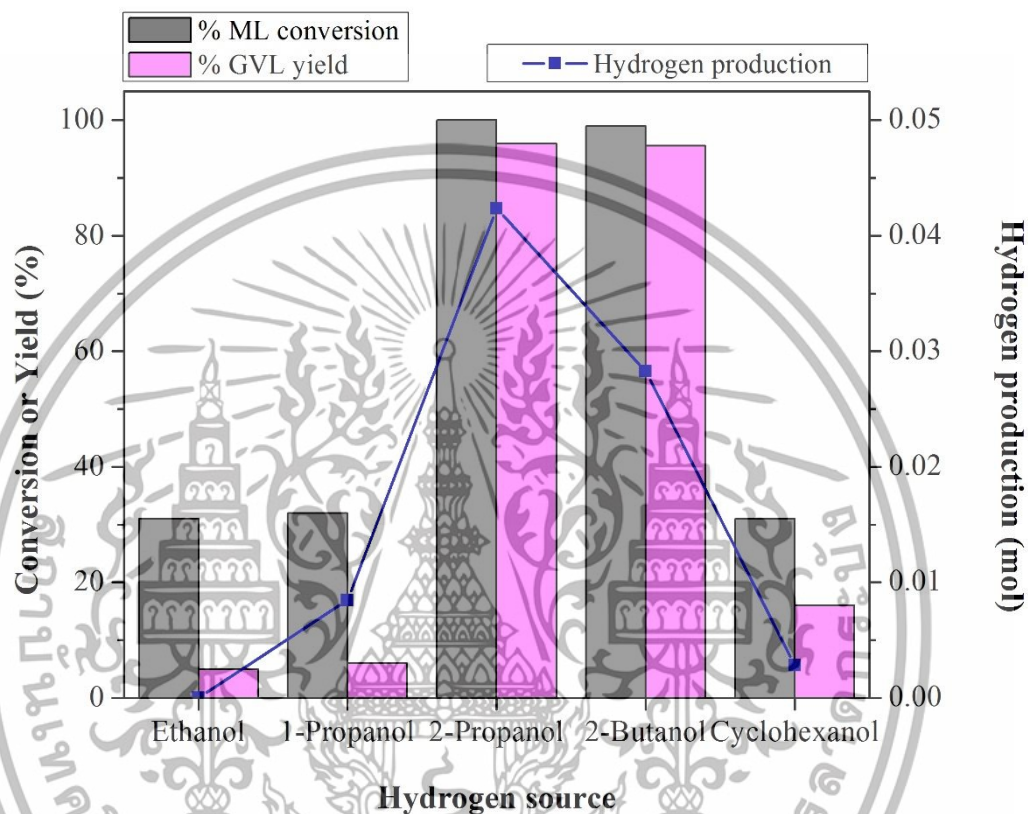 % ML conversion
% GVL yield
Hydrogen production
100
80
60
40
20
0
Conversion or Yield (%)
0.05
0.04
0.03
0.02
0.01
0.00
Hydrogen production (mol)
Ethanol 1-Propanol 2-Propanol 2-Butanol Cyclohexanol
Hydrogen source